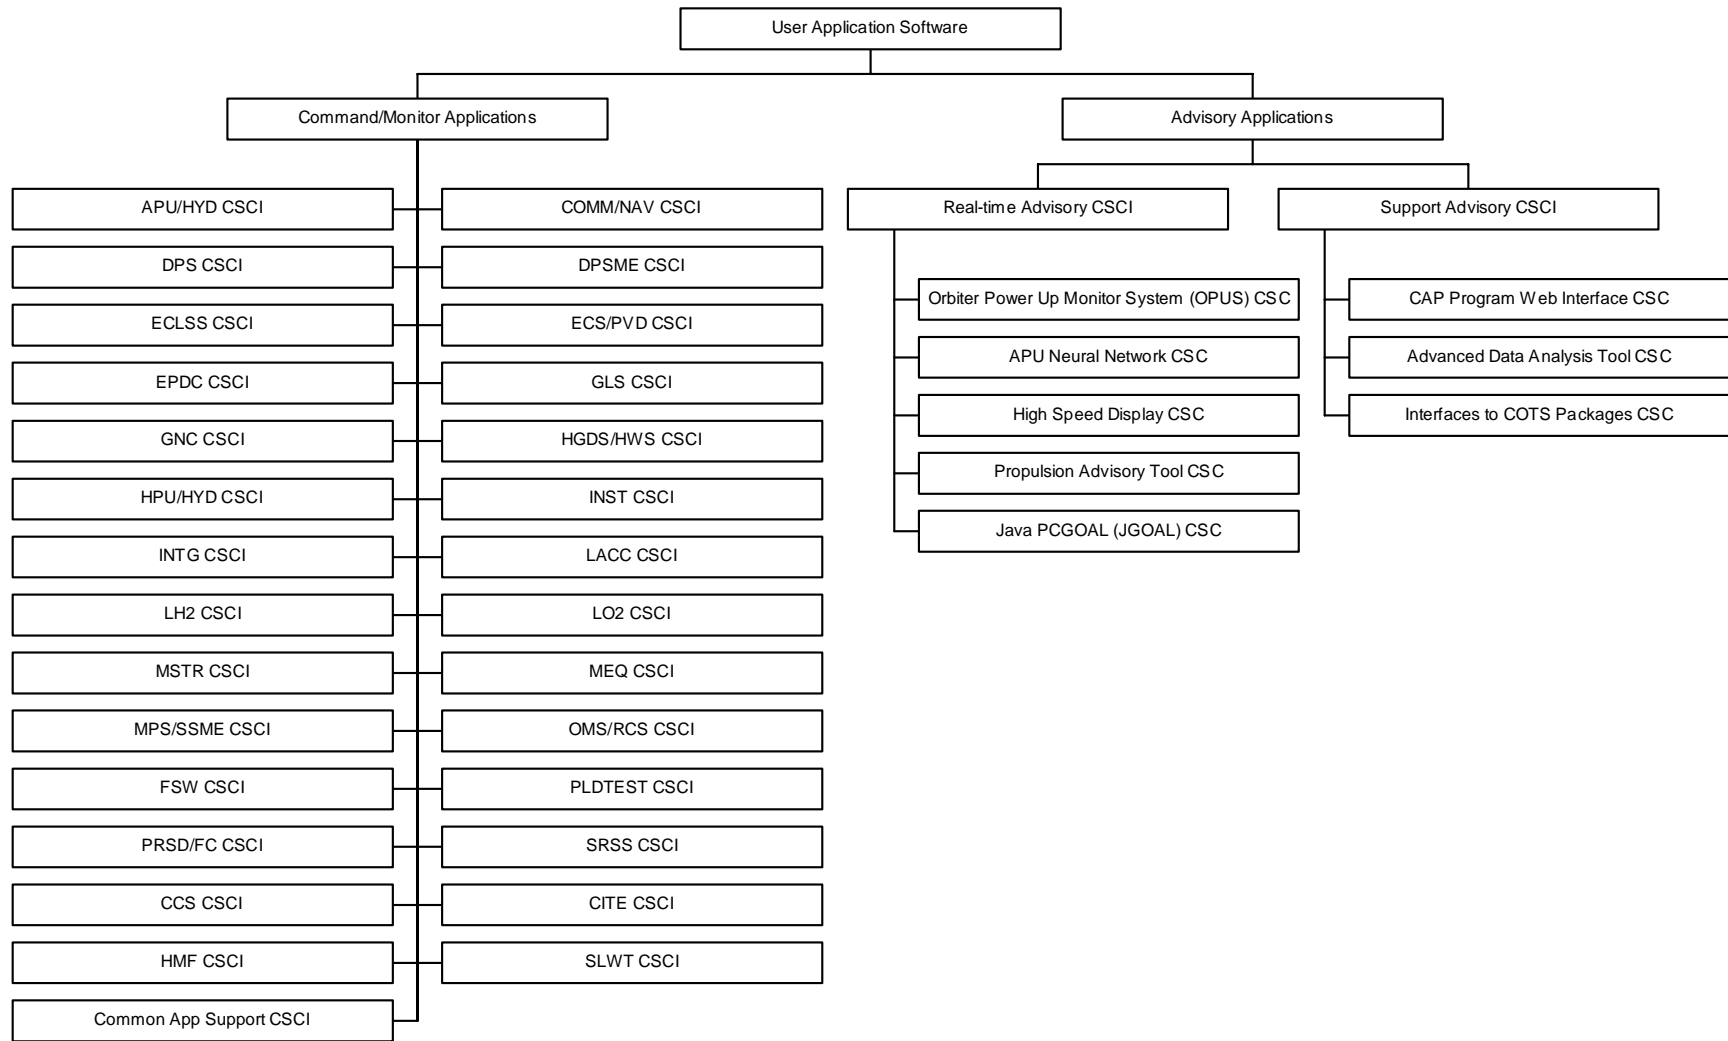 User Application Software
Command/Monitor Applications
Advisory Applications
APU/HYD CSCI
COMM/NAV CSCI
Real-time Advisory CSCI
Support Advisory CSCI
DPS CSCI
DPSME CSCI
Orbiter Power Up Monitor System (OPUS) CSC
CAP Program Web Interface CSC
ECLSS CSCI
ECS/PVD CSCI
APU Neural Network CSC
Advanced Data Analysis Tool CSC
EPDC CSCI
GLS CSCI
High Speed Display CSC
Interfaces to COTS Packages CSC
GNC CSCI
HGDS/HWS CSCI
Propulsion Advisory Tool CSC
HPU/HYD CSCI
INST CSCI
Java PCGOAL (JGOAL) CSC
INTG CSCI
LACC CSCI
LH2 CSCI
LO2 CSCI
MSTR CSCI
MEQ CSCI
MPS/SSME CSCI
OMS/RCS CSCI
FSW CSCI
PLDTEST CSCI
PRSD/FC CSCI
SRSS CSCI
CCS CSCI
CITE CSCI
HMF CSCI
SLWT CSCI
Common App Support CSCI